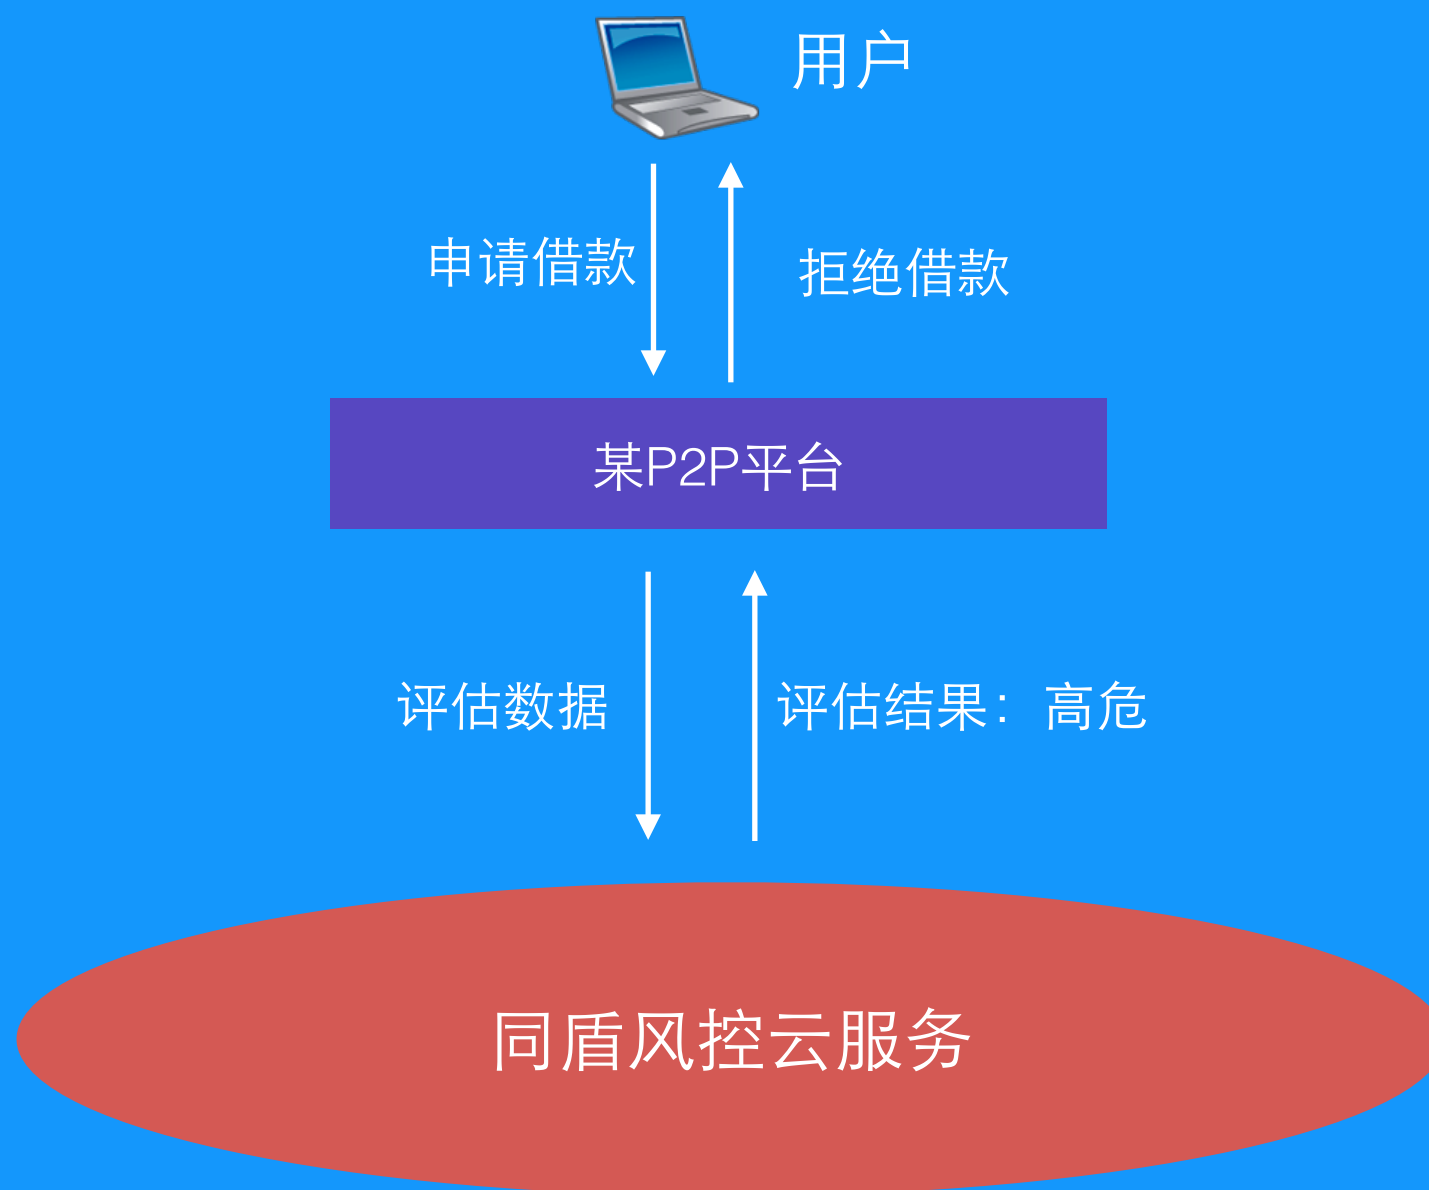 用户
申请借款
拒绝借款
某P2P平台
评估数据
评估结果：高危
同盾风控云服务